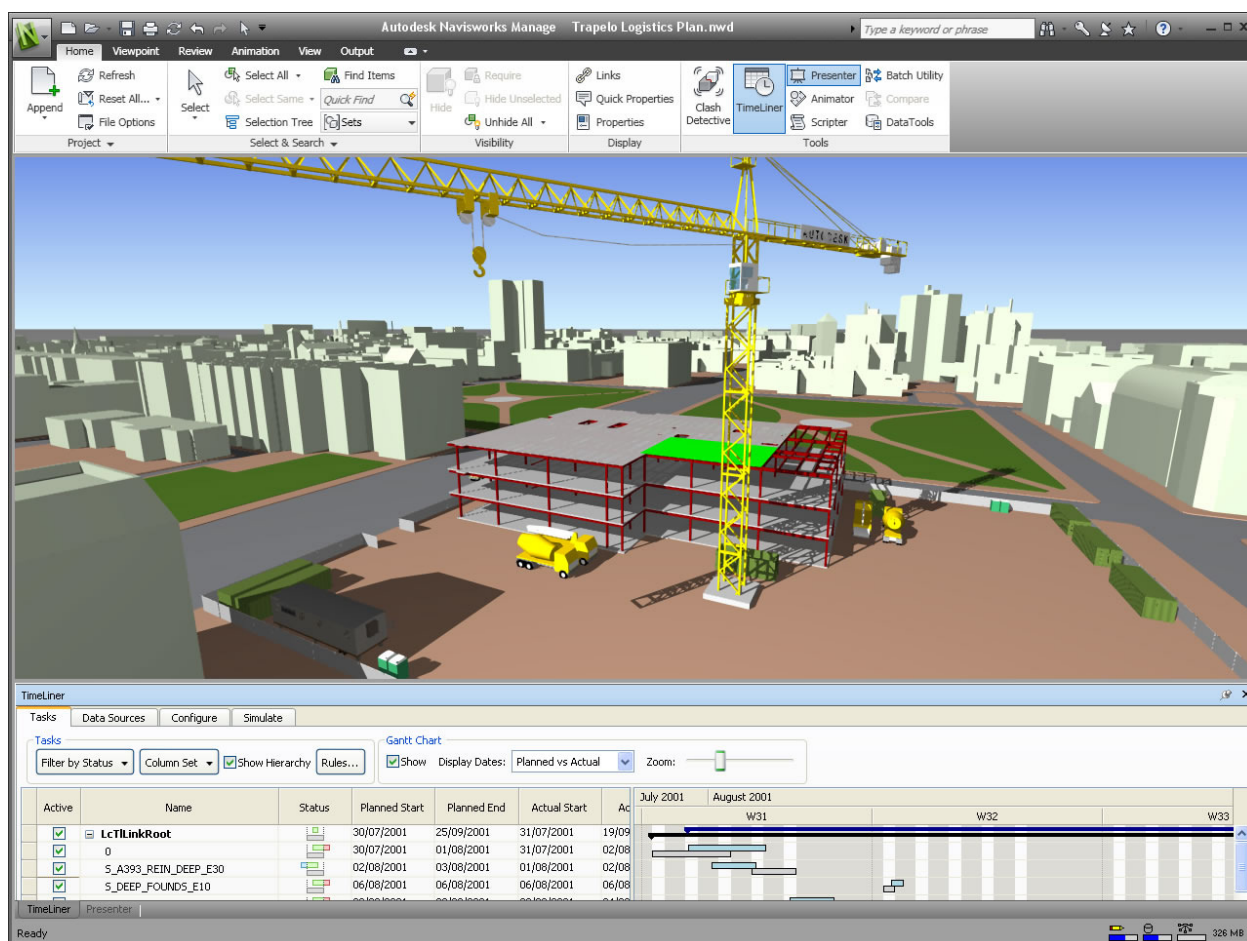 Autodesk Navisworks Manage Trapelo Logistics Plan.nwd
Type a keyword or phrase
Home Viewpoint Review Animation View Output
Append
Refresh
Reset All...
File Options
Project
Select
Select All
Select Same
Selection Tree
Find Items
Quick Find
Sets
Select & Search
Hide
Require
Hide Unselected
Unhide All
Visibility
Links
Quick Properties
Properties
Display
Clash Detective
TimeLiner
Presenter
Animator
Scripter
Batch Utility
Compare
DataTools
Tools
AUTODESK
TimeLiner
Tasks Data Sources Configure Simulate
Tasks
Filter by Status Column Set Show Hierarchy Rules...
Gantt Chart
Show Display Dates: Planned vs Actual Zoom:
Active Name Status Planned Start Planned End Actual Start Ac
July 2001 August 2001
W31 W32 W33
LcTlLinkRoot 30/07/2001 25/09/2001 31/07/2001 19/09
0 30/07/2001 01/08/2001 31/07/2001 02/08
S_A393_REIN_DEEP_E30 02/08/2001 03/08/2001 01/08/2001 02/08
S_DEEP_FOUNDS_E10 06/08/2001 06/08/2001 06/08/2001 06/08
TimeLiner Presenter
Ready
326 MB